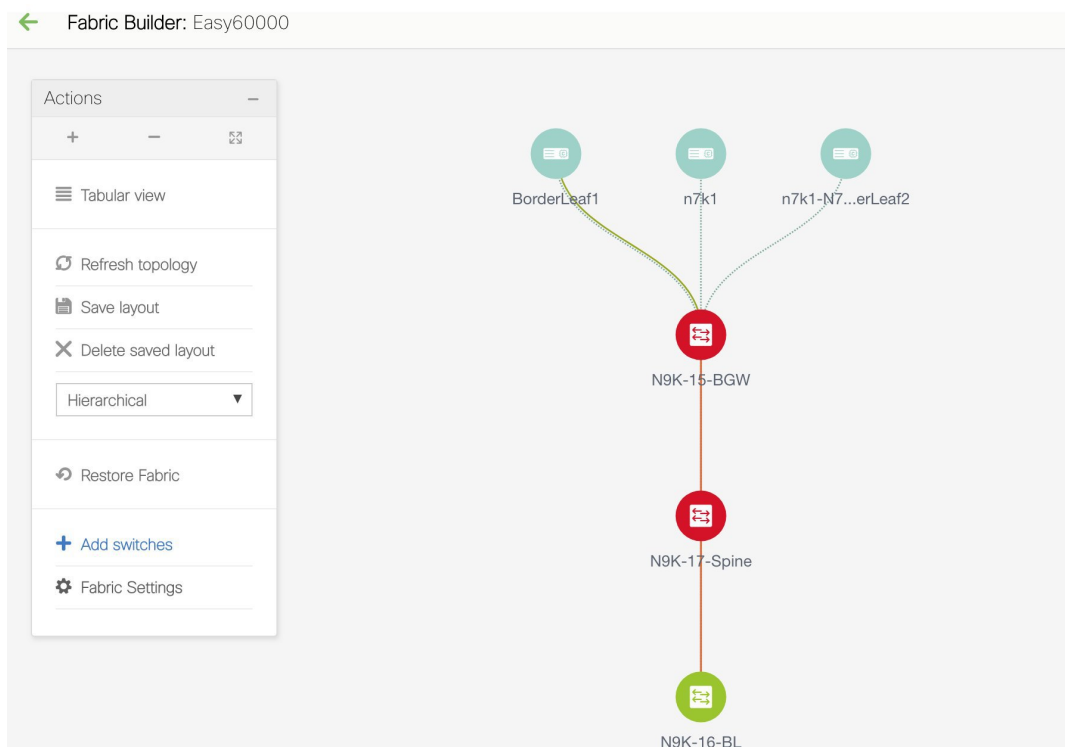 Fabric Builder: Easy60000
Actions
Tabular view
Refresh topology
Save layout
Delete saved layout
Hierarchical
Restore Fabric
Add switches
Fabric Settings
BorderLeaf1
n7k1
n7k1-N7...erLeaf2
N9K-15-BGW
N9K-17-Spine
N9K-16-BL